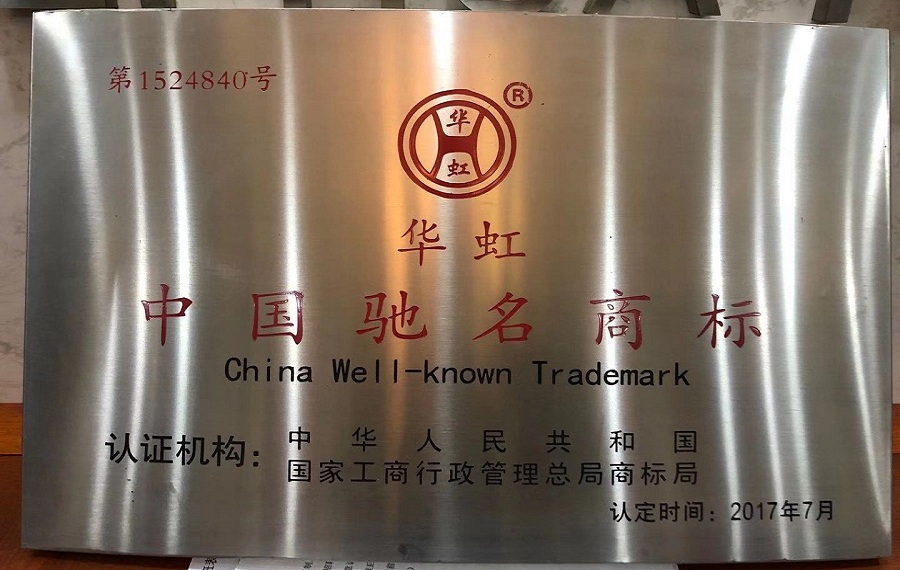 第1524840号
®
华
虹
华虹
中国驰名商标
China Well-known Trademark
认证机构：
中华人民共和国
国家工商行政管理总局商标局
认定时间：2017年7月